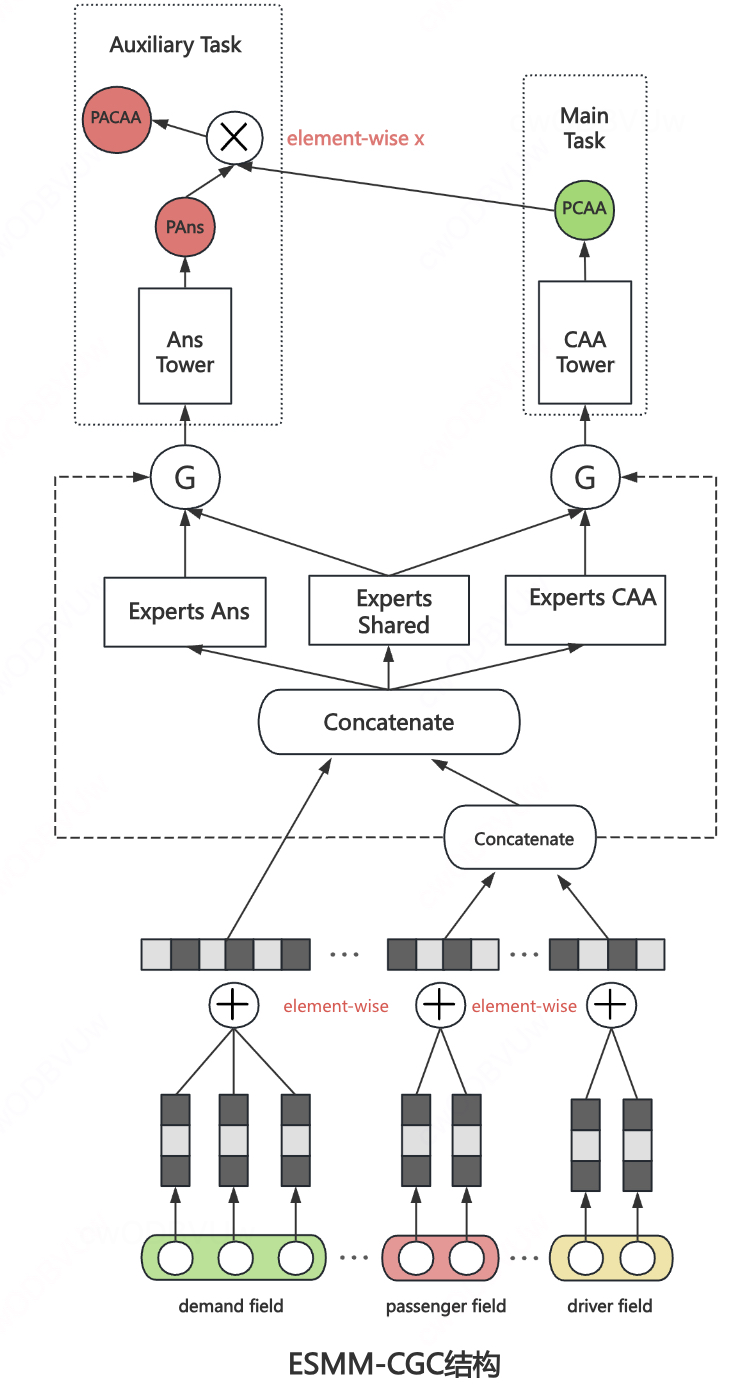 Auxiliary Task
PACAA
element-wise x
Main
Task
PAns
PCAA
Ans
Tower
CAA
Tower
G
G
Experts Ans
Experts
Shared
Experts CAA
Concatenate
Concatenate
element-wise
element-wise
demand field
passenger field
driver field
ESMM-CGC结构